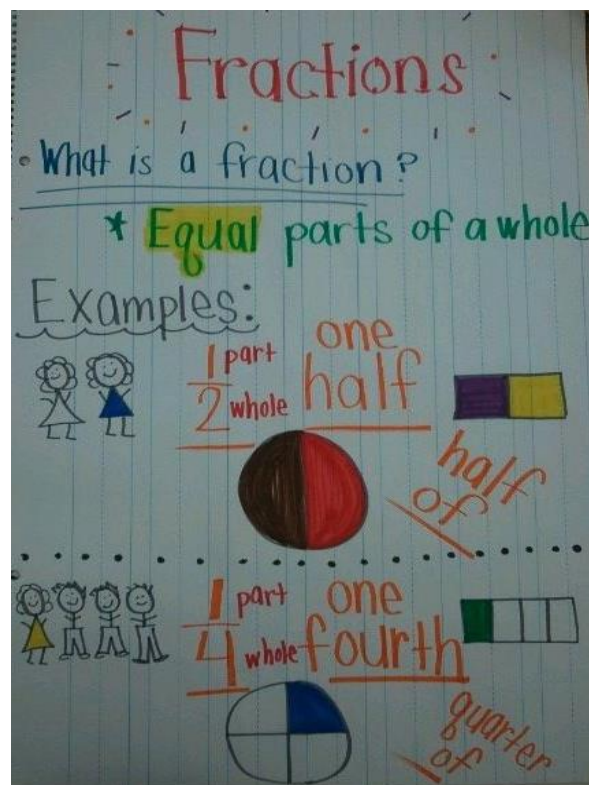 Fractions
• What is a fraction?
* Equal parts of a whole
Examples:
1 part
2 whole
one
half
half
of
1 part
4 whole
one
fourth
quarter
of